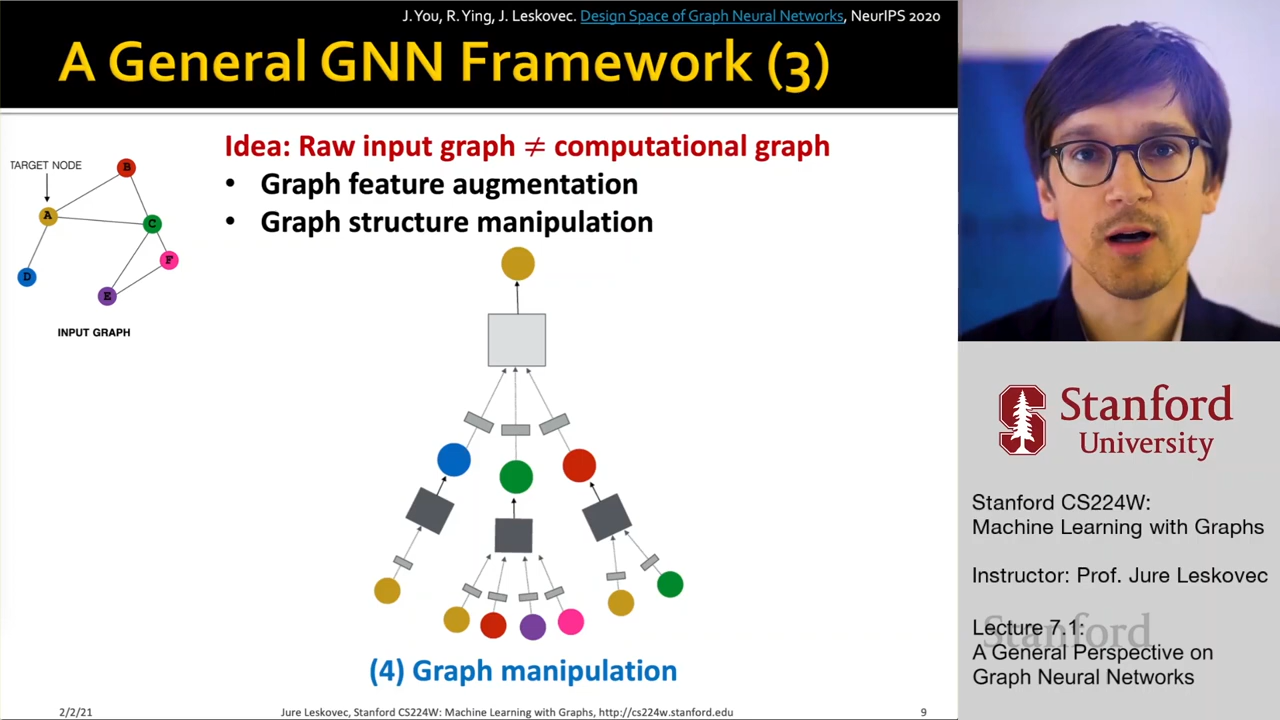 J. You, R. Ying, J. Leskovec. Design Space of Graph Neural Networks, NeurIPS 2020
A General GNN Framework (3)
Idea: Raw input graph ≠ computational graph
• Graph feature augmentation
• Graph structure manipulation
TARGET NODE
B
A
C
F
D
E
INPUT GRAPH
(4) Graph manipulation
2/2/21
Jure Leskovec, Stanford CS224W: Machine Learning with Graphs, http://cs224w.stanford.edu
9
S
Stanford
University
Stanford CS224W:
Machine Learning with Graphs
Instructor: Prof. Jure Leskovec
Stanford
Lecture 7.1:
A General Perspective on
Graph Neural Networks